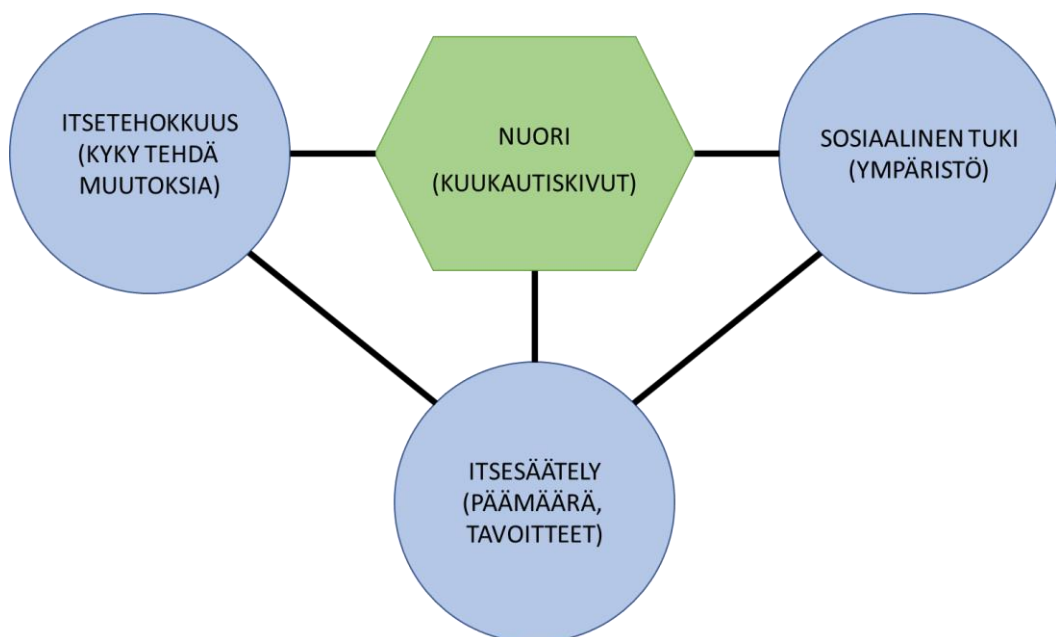 ITSETEHOKKUUS
(KYKY TEHDÄ
MUUTOKSIA)
NUORI
(KUUKAUTISKIVUT)
SOSIAALINEN TUKI
(YMPÄRISTÖ)
ITSESÄÄTELY
(PÄÄMÄÄRÄ,
TAVOITTEET)